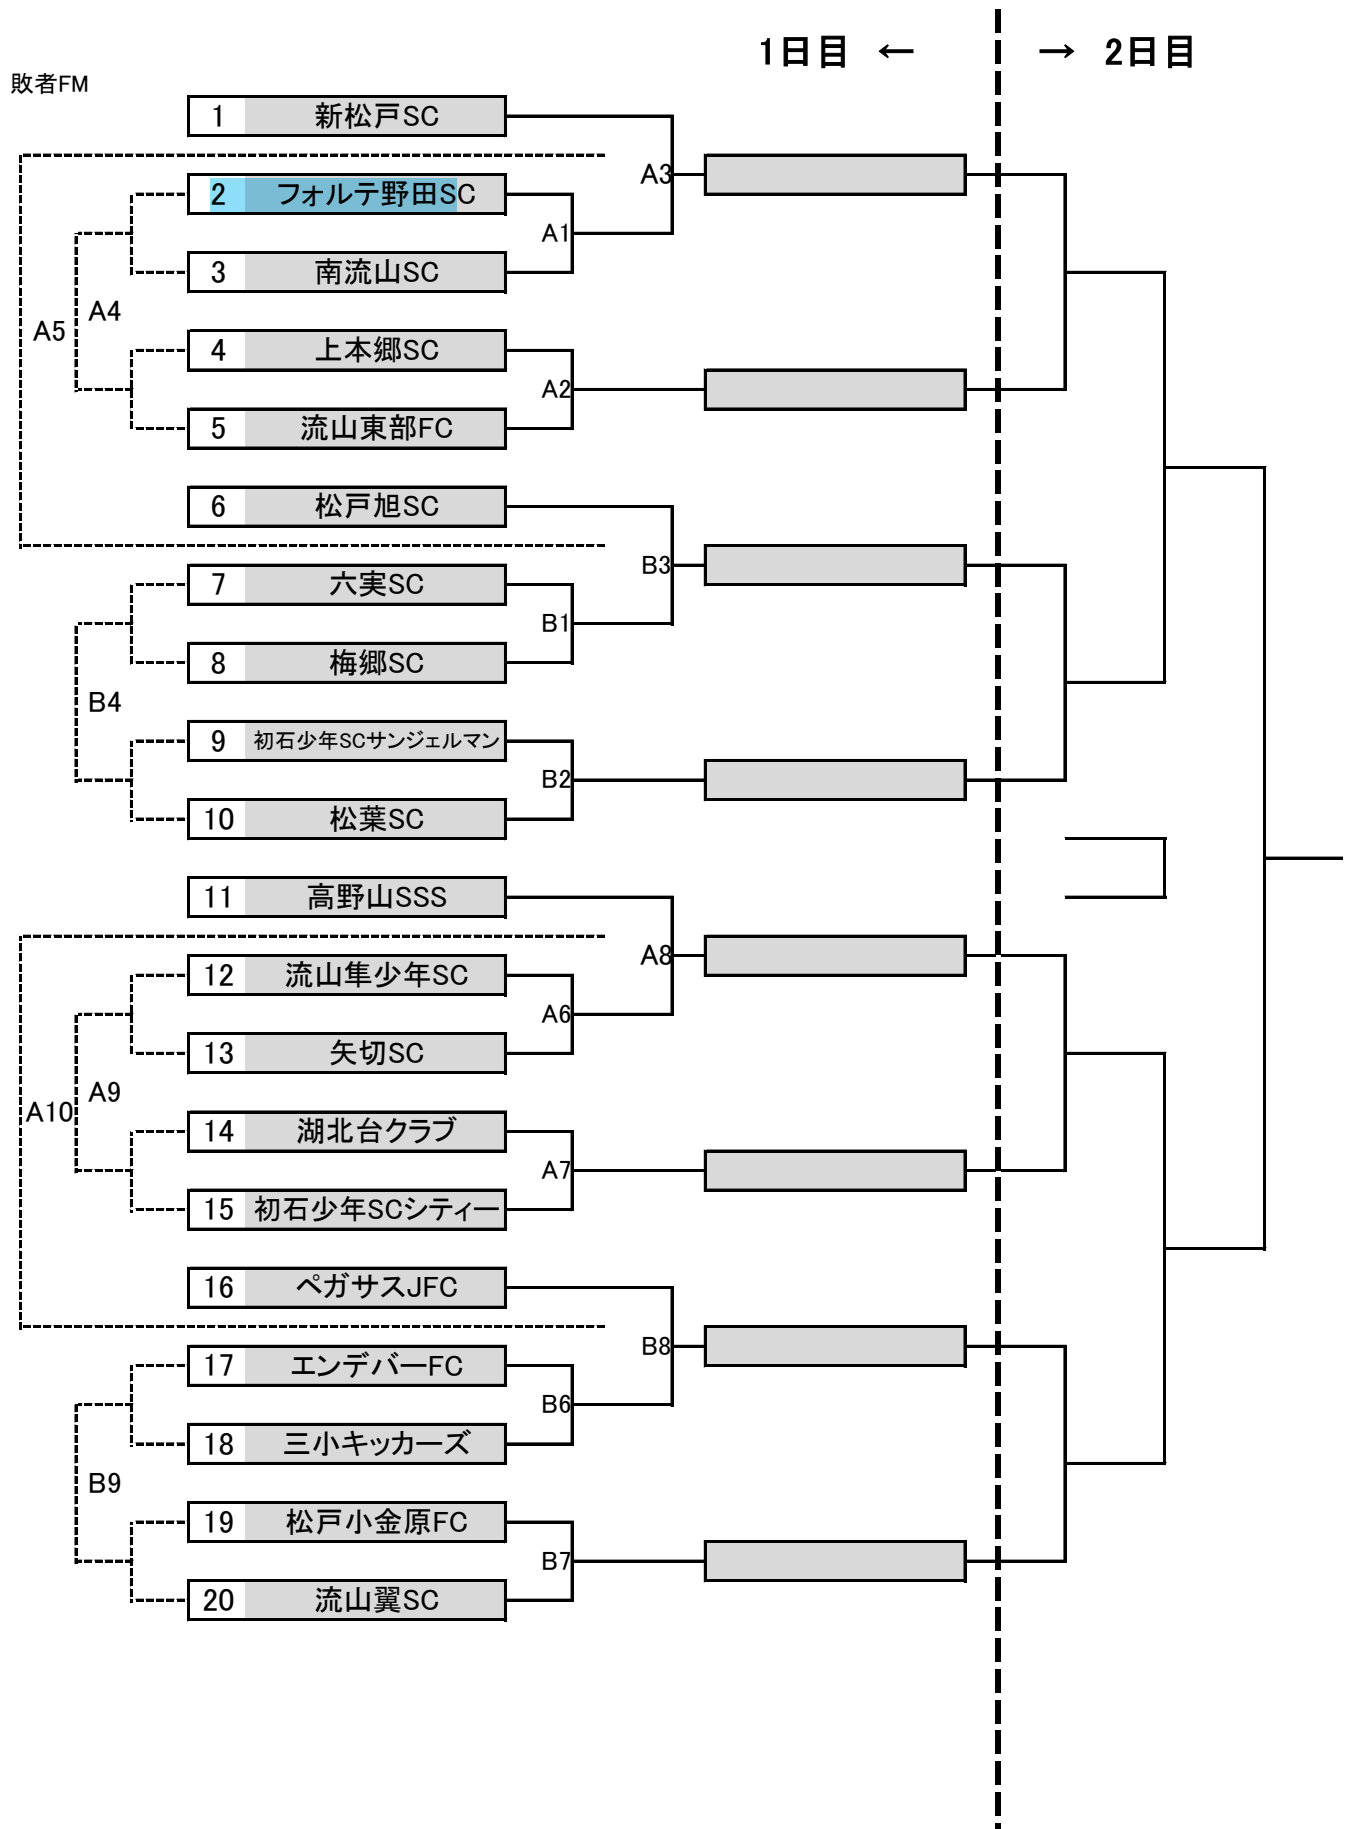 1日目 ← → 2日目
敗者FM
1 新松戸SC
A3
2 フォルテ野田SC
A1
3 南流山SC
A4
A5
4 上本郷SC
A2
5 流山東部FC
6 松戸旭SC
B3
7 六実SC
B1
8 梅郷SC
B4
9 初石少年SCサンジェルマン
B2
10 松葉SC
11 高野山SSS
A8
12 流山隼少年SC
A6
13 矢切SC
A9
A10
14 湖北台クラブ
A7
15 初石少年SCシティー
16 ペガサスJFC
B8
17 エンデバーFC
B6
18 三小キッカーズ
B9
19 松戸小金原FC
B7
20 流山翼SC